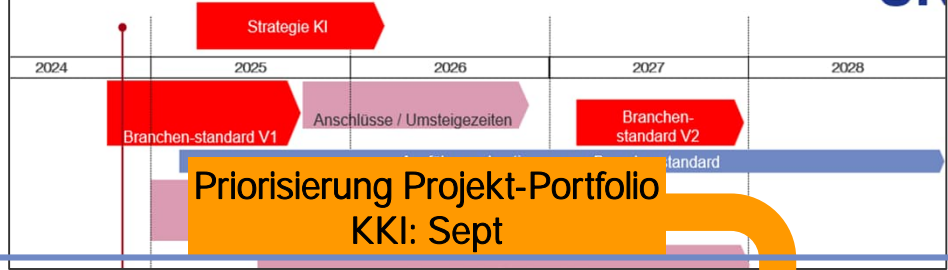 Strategie KI
2024 2025 2026 2027 2028
Branchen-standard V1
Anschlüsse / Umsteigezeiten
Branchen-
standard V2
standard
Priorisierung Projekt-Portfolio
KKI: Sept